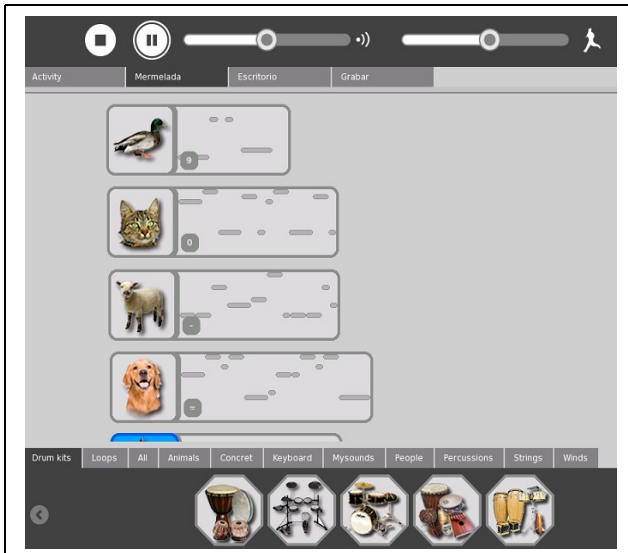 Activity Mermelada Escritorio Grabar
9
0
-
=
Drum kits Loops All Animals Concret Keyboard Mysounds People Percussions Strings Winds